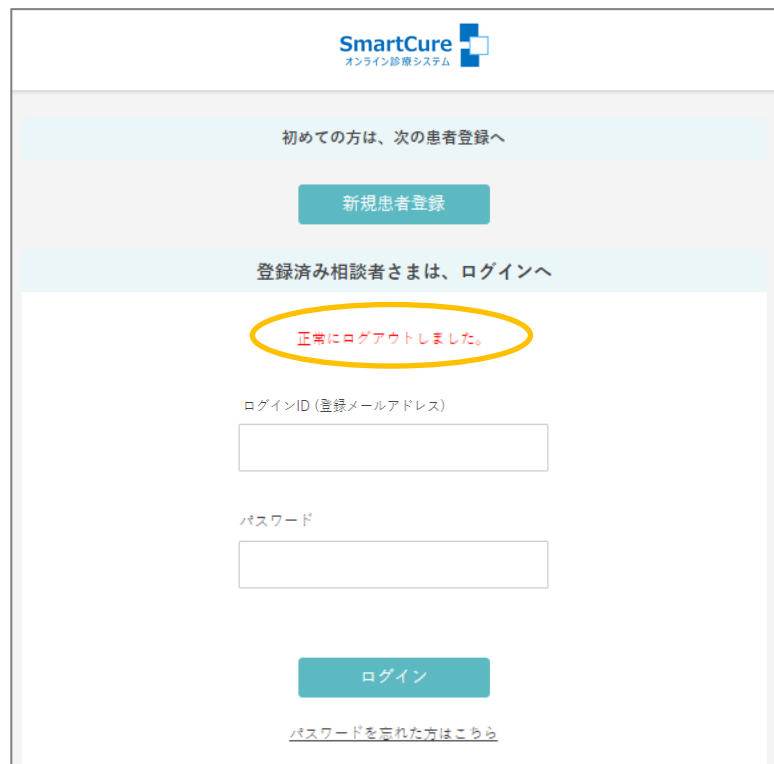 SmartCure
オンライン診療システム
初めての方は、次の患者登録へ
新規患者登録
登録済み相談者さまは、ログインへ
正常にログアウトしました。
ログインID (登録メールアドレス)
パスワード
ログイン
パスワードを忘れた方はこちら